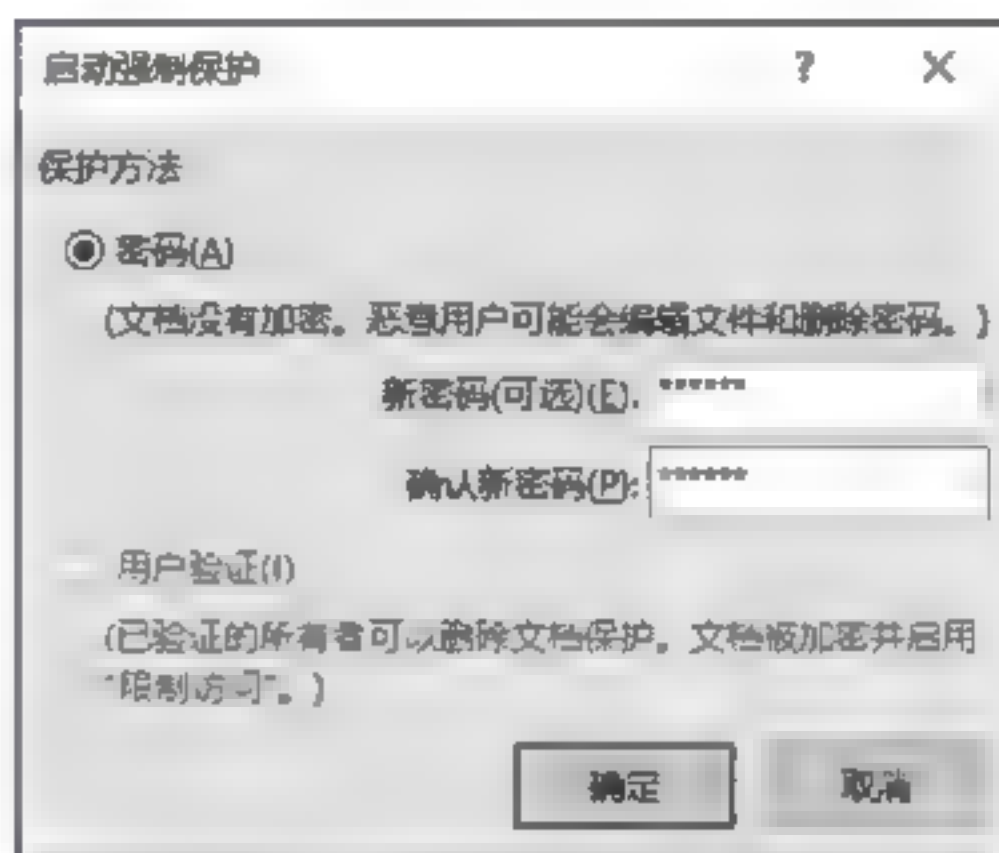 启动强制保护 ? ×
保护方法
密码(A)
(文档没有加密。恶意用户可能会编辑文件和删除密码。)
新密码(可选)(E): ******
确认新密码(P): ******
用户验证(I)
(已验证的所有者可以删除文档保护。文档被加密并启用
"限制访问"。)
确定 取消